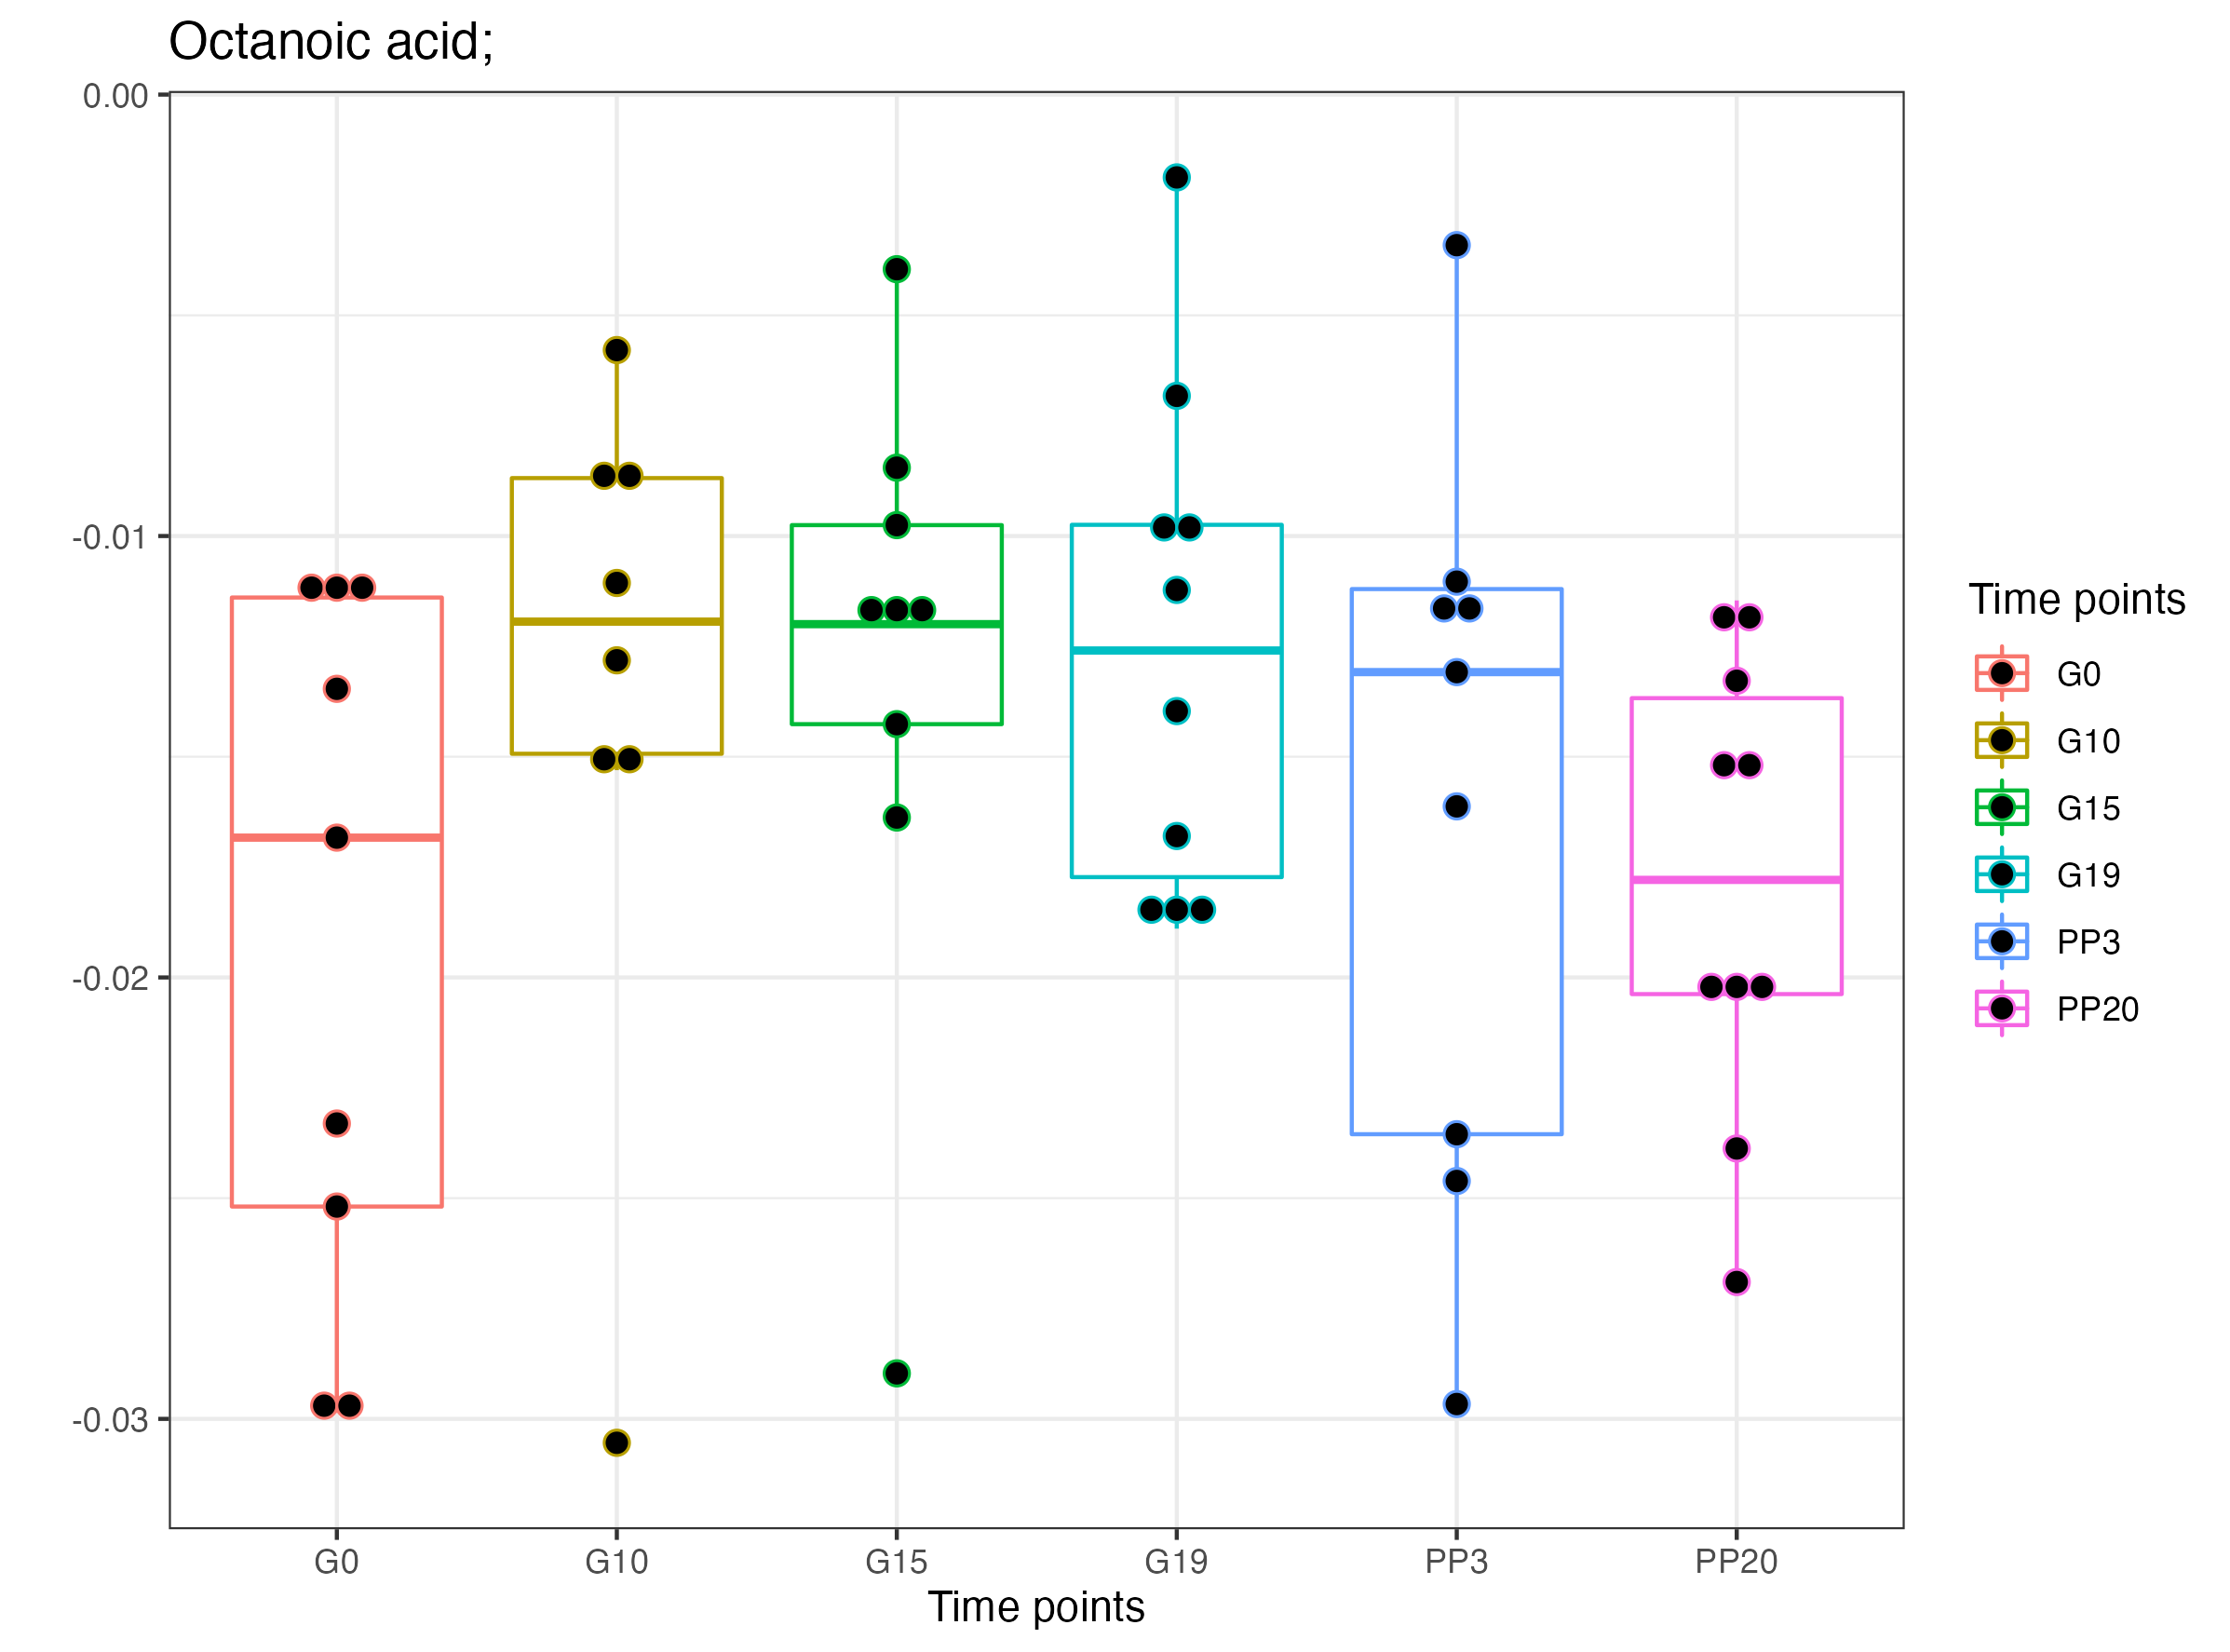 Octanoic acid;
0.00
-0.01
-0.02
-0.03
G0 G10 G15 G19 PP3 PP20
Time points
Time points
G0
G10
G15
G19
PP3
PP20